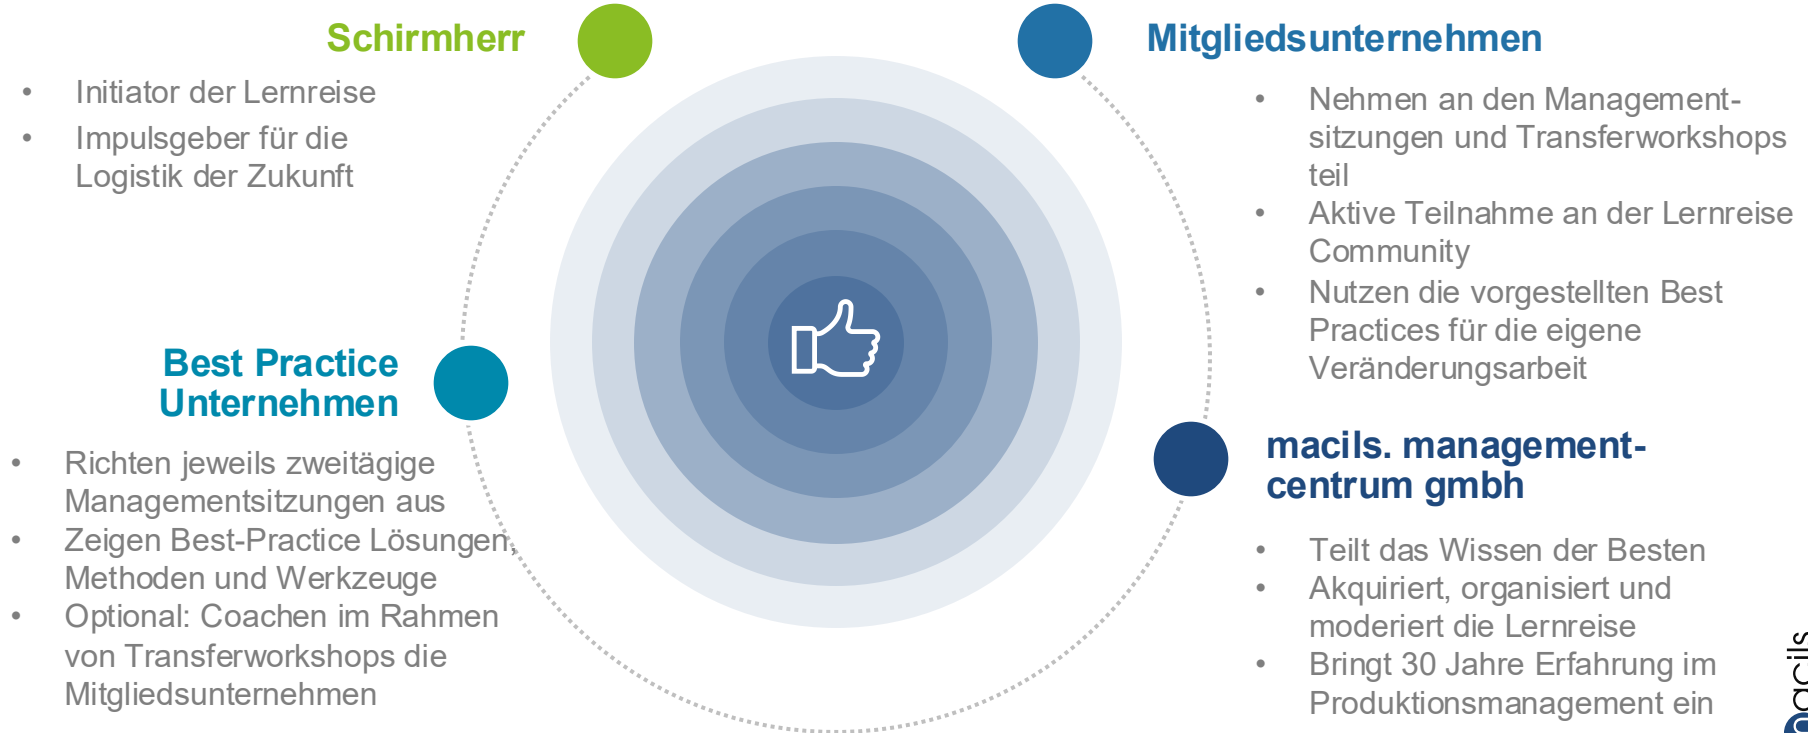 Schirmherr
• Initiator der Lernreise
• Impulsgeber für die
Logistik der Zukunft
Mitgliedsunternehmen
• Nehmen an den Management-
sitzungen und Transferworkshops
teil
• Aktive Teilnahme an der Lernreise
Community
• Nutzen die vorgestellten Best
Practices für die eigene
Veränderungsarbeit
Best Practice
Unternehmen
• Richten jeweils zweitägige
Managementsitzungen aus
• Zeigen Best-Practice Lösungen,
Methoden und Werkzeuge
• Optional: Coachen im Rahmen
von Transferworkshops die
Mitgliedsunternehmen
macils. management-
centrum gmbh
• Teilt das Wissen der Besten
• Akquiriert, organisiert und
moderiert die Lernreise
• Bringt 30 Jahre Erfahrung im
Produktionsmanagement ein
macils